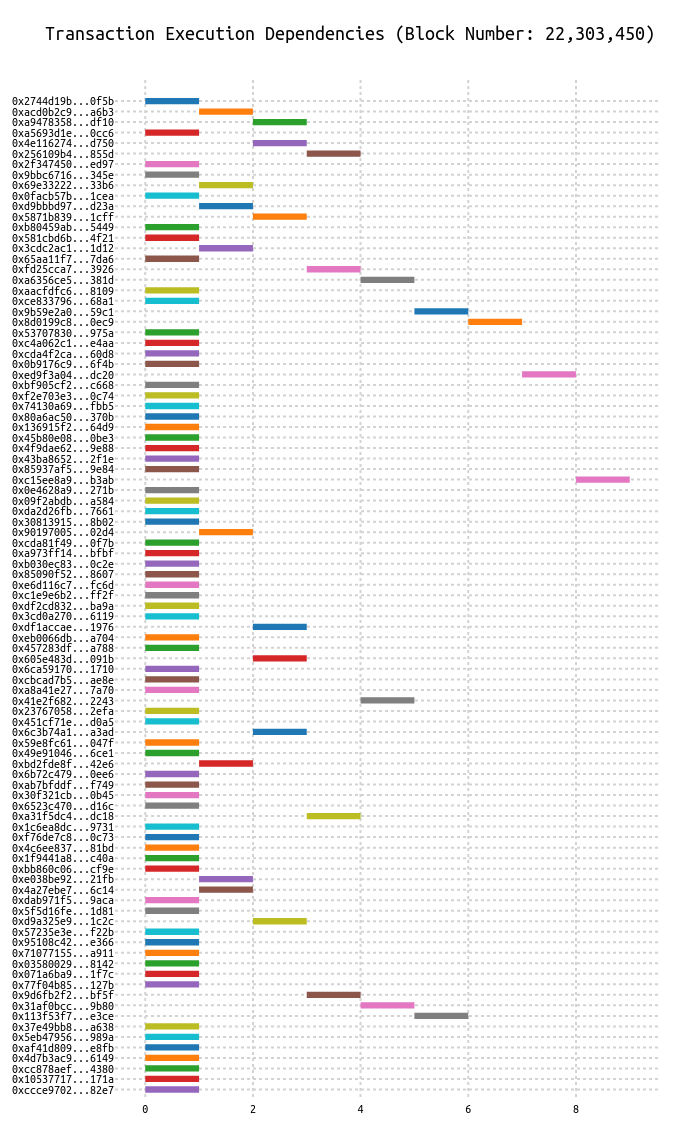 Transaction Execution Dependencies (Block Number: 22,303,450)
0x2744d19b...0f5b
0xacd0b2c9...a6b3
0xa9478358...df10
0xa5693d1e...0cc6
0x4e116274...d750
0x256109b4...855d
0x2f347450...ed97
0x9bbc6716...345e
0x69e33222...33b6
0x0facb57b...1cea
0xd9bbbd97...d23a
0x5871b839...1cff
0xb80459ab...5449
0x581cbd6b...4f21
0x3cdc2ac1...1d12
0x65aa11f7...7da6
0xfd25cca7...3926
0xa6356ce5...381d
0xaacfdfc6...8109
0xce833796...68a1
0x9b59e2a0...59c1
0x8d0199c8...0ec9
0x53707830...975a
0xc4a062c1...e4aa
0xcda4f2ca...60d8
0x0b9176c9...6f4b
0xed9f3a04...dc20
0xbf905cf2...c668
0xf2e703e3...0c74
0x74130a69...fbb5
0x80a6ac50...370b
0x136915f2...64d9
0x45b80e08...0be3
0x4f9dae62...9e88
0x43ba8652...2f1e
0x85937af5...9e84
0xc15ee8a9...b3ab
0x0e4628a9...271b
0x09f2abdb...a584
0xda2d26fb...7661
0x30813915...8b02
0x90197005...02d4
0xcda81f49...0f7b
0xa973ff14...bfbf
0xb030ec83...0c2e
0x85090f52...8607
0xe6d116c7...fc6d
0xc1e9e6b2...ff2f
0xdf2cd832...ba9a
0x3cd0a270...6119
0xdf1accae...1976
0xeb0066db...a704
0x457283df...a788
0x605e483d...091b
0x6ca59170...1710
0xcbcad7b5...ae8e
0xa8a41e27...7a70
0x41e2f682...2243
0x23767058...2efa
0x451cf71e...d0a5
0x6c3b74a1...a3ad
0x59e8fc61...047f
0x49e91046...6ce1
0xbd2fde8f...42e6
0x6b72c479...0ee6
0xab7bfddf...f749
0x30f321cb...0b45
0x6523c470...d16c
0xa31f5dc4...dc18
0x1c6ea8dc...9731
0xf76de7c8...0c73
0x4c6ee837...81bd
0x1f9441a8...c40a
0xbb860c06...cf9e
0xe038be92...21fb
0x4a27ebe7...6c14
0xdab971f5...9aca
0x5f5d16fe...1d81
0xd9a325e9...1c2c
0x57235e3e...f22b
0x95108c42...e366
0x71077155...a911
0x03580029...8142
0x071a6ba9...1f7c
0x77f04b85...127b
0x9d6fb2f2...bf5f
0x31af0bcc...9b80
0x113f53f7...e3ce
0x37e49bb8...a638
0x5eb47956...989a
0xaf41d809...e8fb
0x4d7b3ac9...6149
0xcc878aef...4380
0x10537717...171a
0xccce9702...82e7
0 2 4 6 8